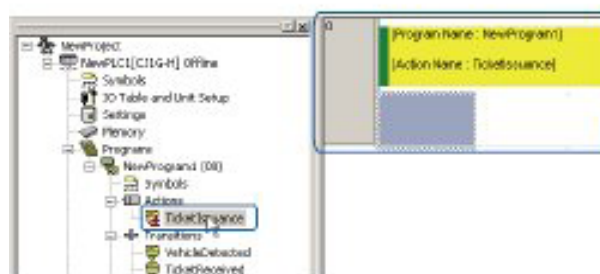 NewProject
NewPLC1[CJ1G-H] Offline
Symbols
IO Table and Unit Setup
Settings
Memory
Programs
NewProgram1 (00)
Symbols
Actions
TicketIssuance
Transitions
VehicleDetected
TicketReceived
0
[Program Name : NewProgram1]
[Action Name : TicketIssuance]